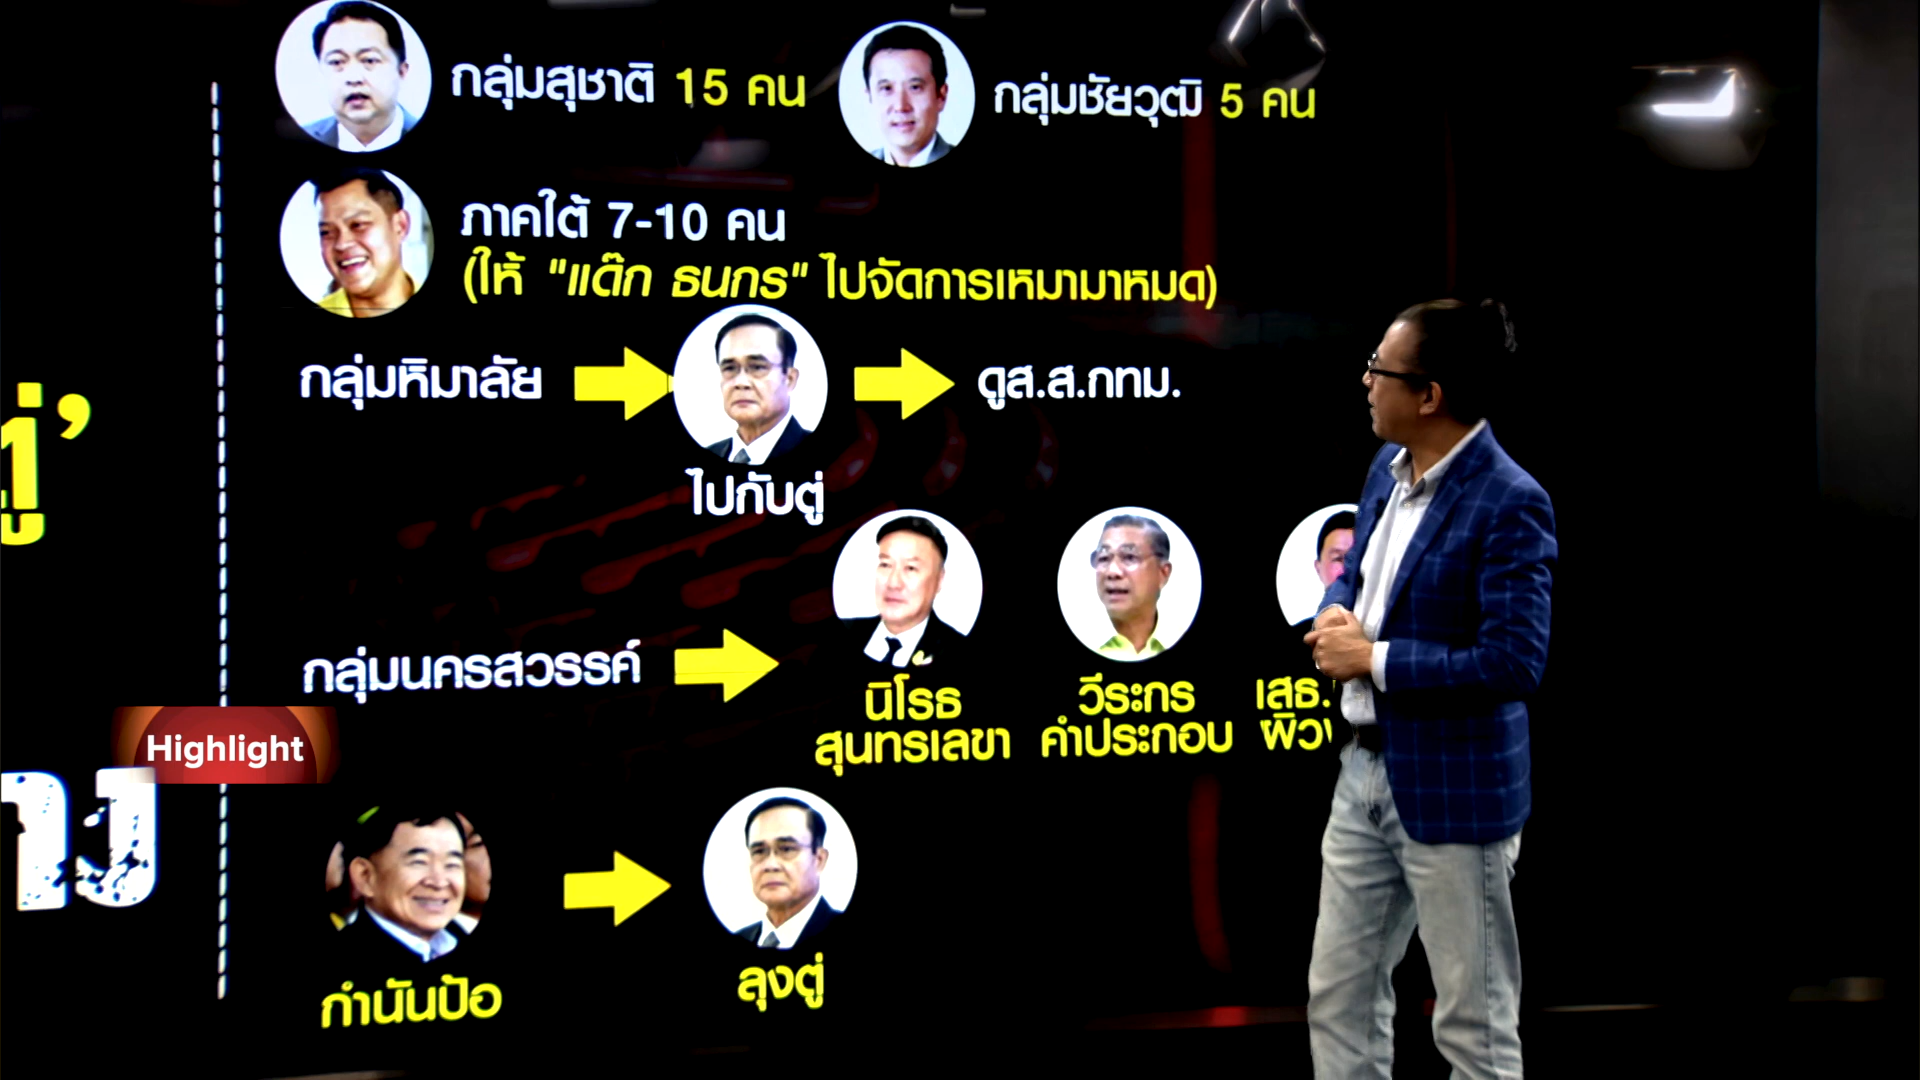 กลุ่มสุชาติ 15 คน
กลุ่มชัยวุฒิ 5 คน
ภาคใต้ 7-10 คน
(ให้ "แด๊ก ธนกร" ไปจัดการเหมามาหมด)
กลุ่มหิมาลัย
ดูส.ส.กทม.
ตู่'
ไปกับตู่
กลุ่มนครสวรรค์
นิโรธ
สุนทรเลขา
วีระกร
คำประกอบ
เสธ.
Highlight
กำนันป้อ
ลุงตู่